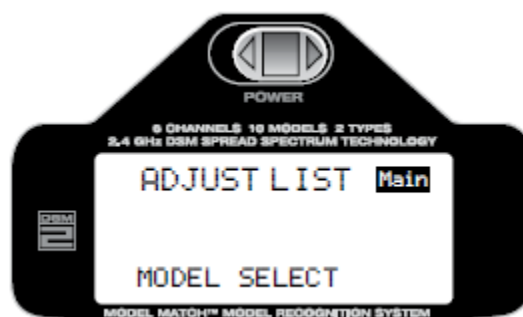 POWER
6 CHANNELS 10 MODELS 2 TYPES
2.4 GHz DSM SPREAD SPECTRUM TECHNOLOGY
ADJUST LIST Main
DSM
2
MODEL SELECT
MODEL MATCH™ MODEL RECOGNITION SYSTEM